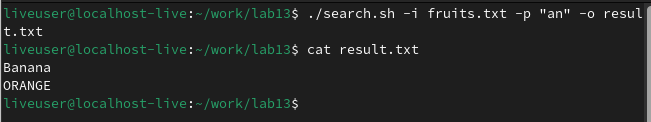 liveuser@localhost-live:~/work/lab13$ ./search.sh -i fruits.txt -p "an" -o resul
t.txt
liveuser@localhost-live:~/work/lab13$ cat result.txt
Banana
ORANGE
liveuser@localhost-live:~/work/lab13$